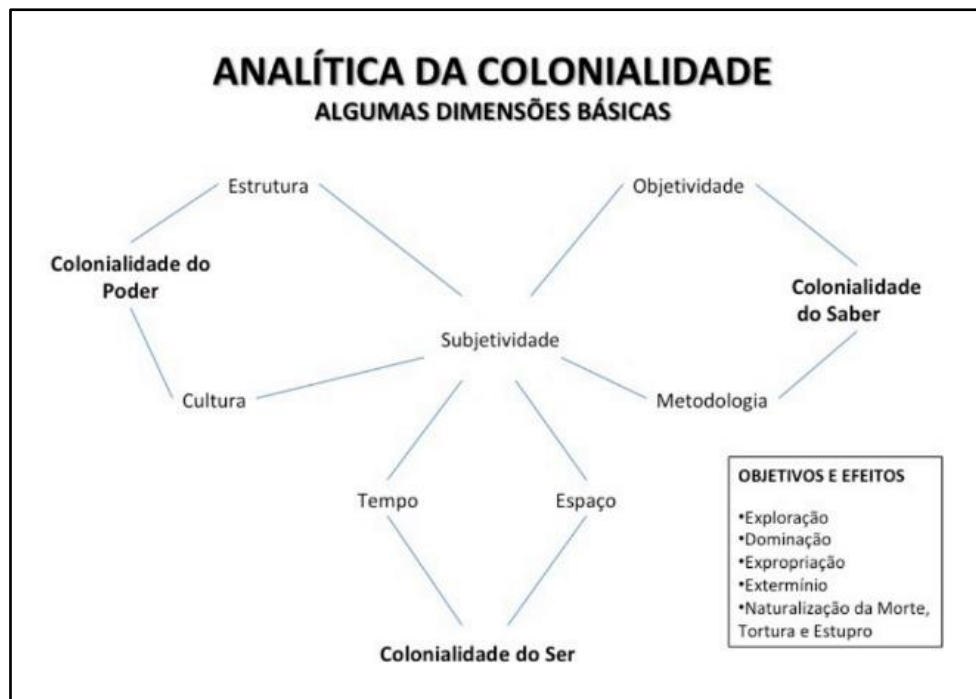 ANALÍTICA DA COLONIALIDADE
ALGUMAS DIMENSÕES BÁSICAS
Estrutura
Objetividade
Colonialidade do
Poder
Colonialidade
do Saber
Subjetividade
Cultura
Metodologia
Tempo
Espaço
Colonialidade do Ser
OBJETIVOS E EFEITOS
•Exploração
•Dominação
•Expropriação
•Extermínio
•Naturalização da Morte,
Tortura e Estupro